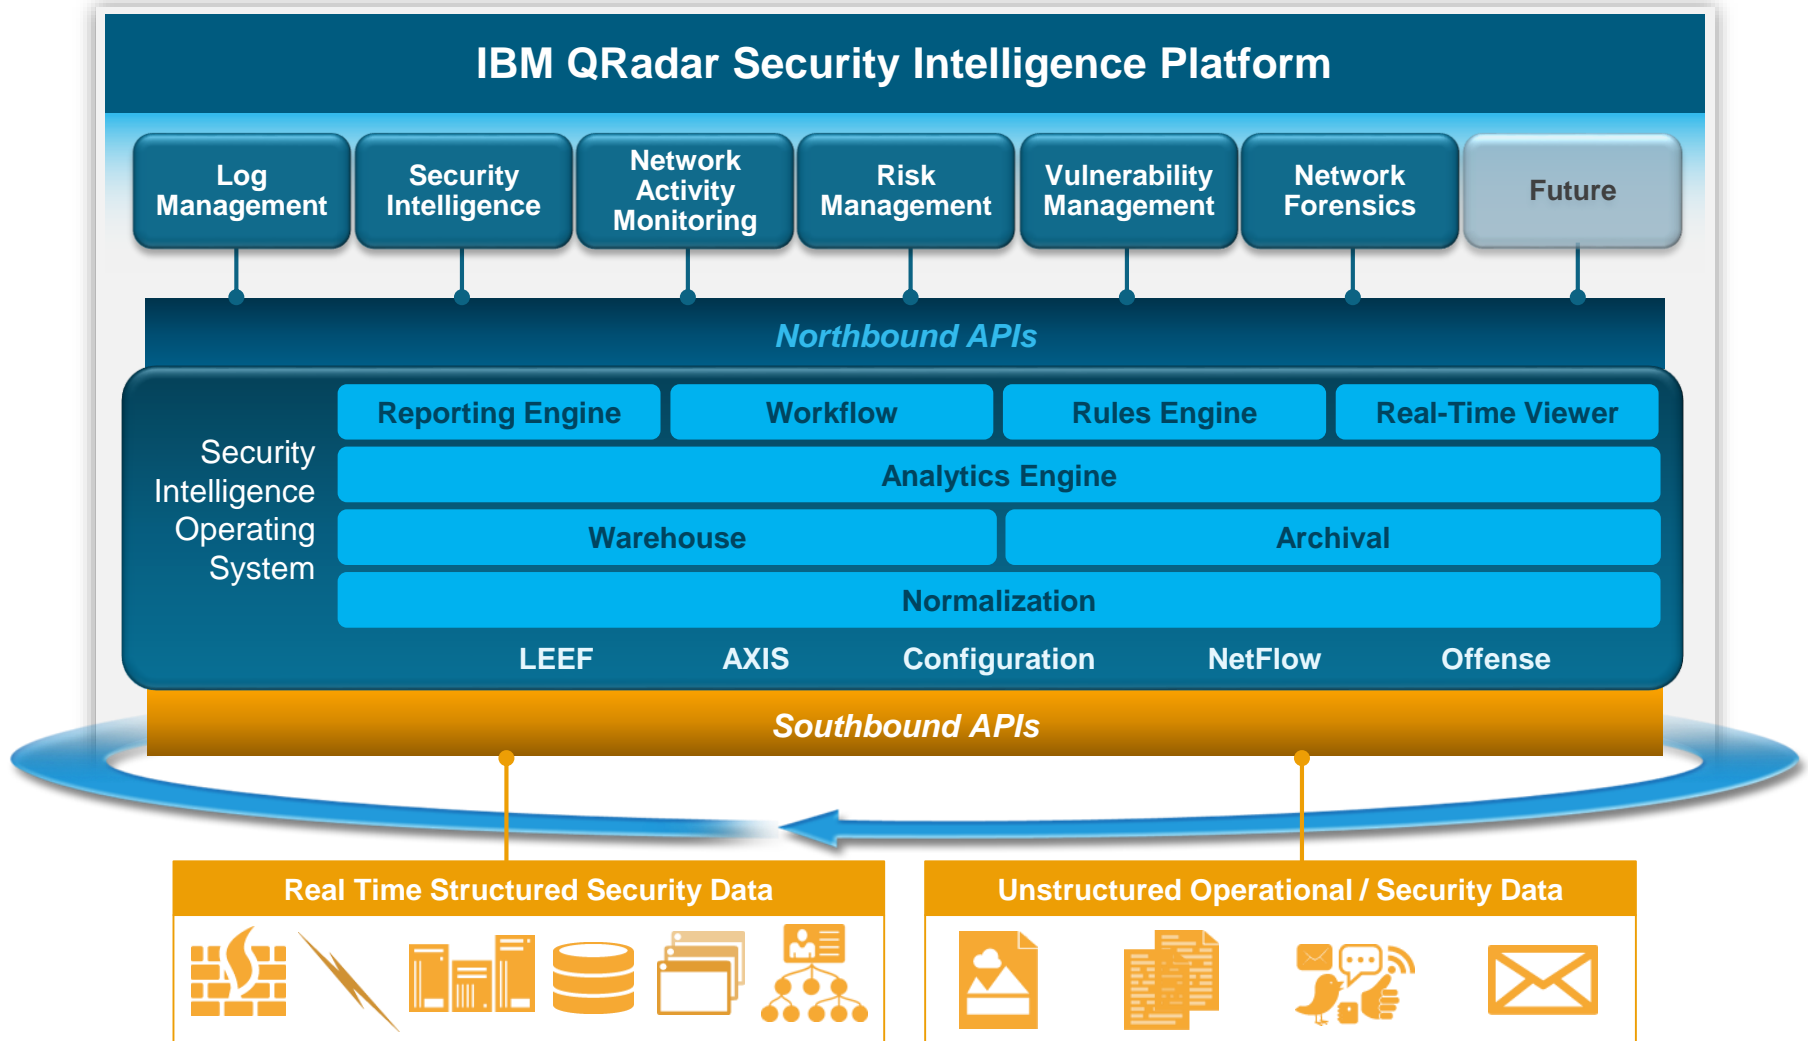 IBM QRadar Security Intelligence Platform
Log
Management
Security
Intelligence
Network
Activity
Monitoring
Risk
Management
Vulnerability
Management
Network
Forensics
Future
Northbound APIs
Security
Intelligence
Operating
System
Reporting Engine
Workflow
Rules Engine
Real-Time Viewer
Analytics Engine
Warehouse
Archival
Normalization
LEEF
AXIS
Configuration
NetFlow
Offense
Southbound APIs
Real Time Structured Security Data
Unstructured Operational / Security Data